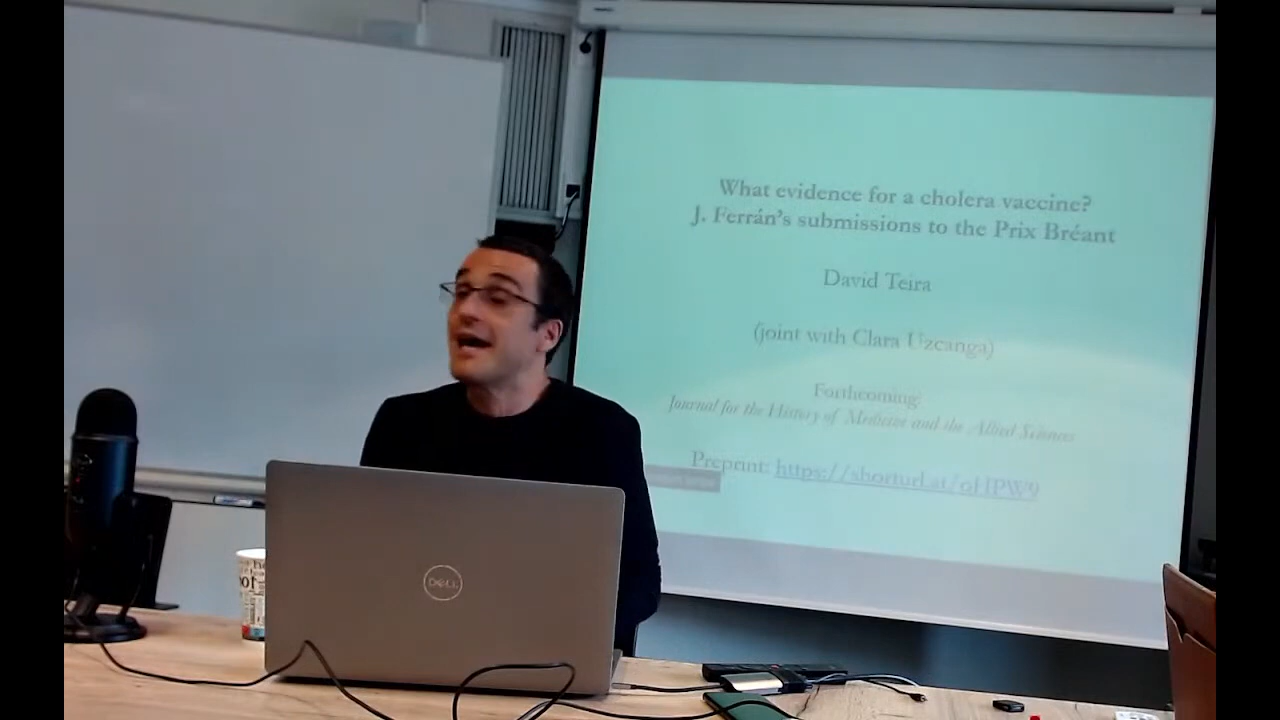 What evidence for a cholera vaccine?
J. Ferrán's submissions to the Prix Bréant
David Teira
(joint with Clara Uzcanga)
Forthcoming:
Journal for the History of Medicine and the Allied Sciences
Preprint: https://shorturl.at/oHPW9
DELL